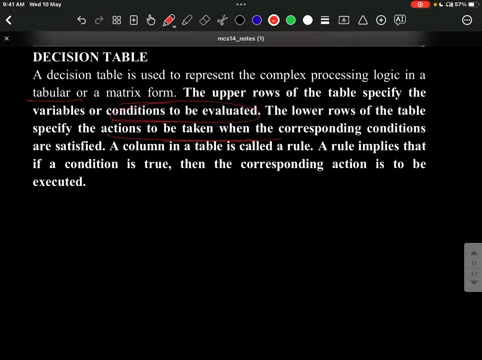 9:41 AM Wed 10 May
57%
mcs14_notes (1)
DECISION TABLE
A decision table is used to represent the complex processing logic in a
tabular or a matrix form. The upper rows of the table specify the
variables or conditions to be evaluated. The lower rows of the table
specify the actions to be taken when the corresponding conditions
are satisfied. A column in a table is called a rule. A rule implies that
if a condition is true, then the corresponding action is to be
executed.
11
47